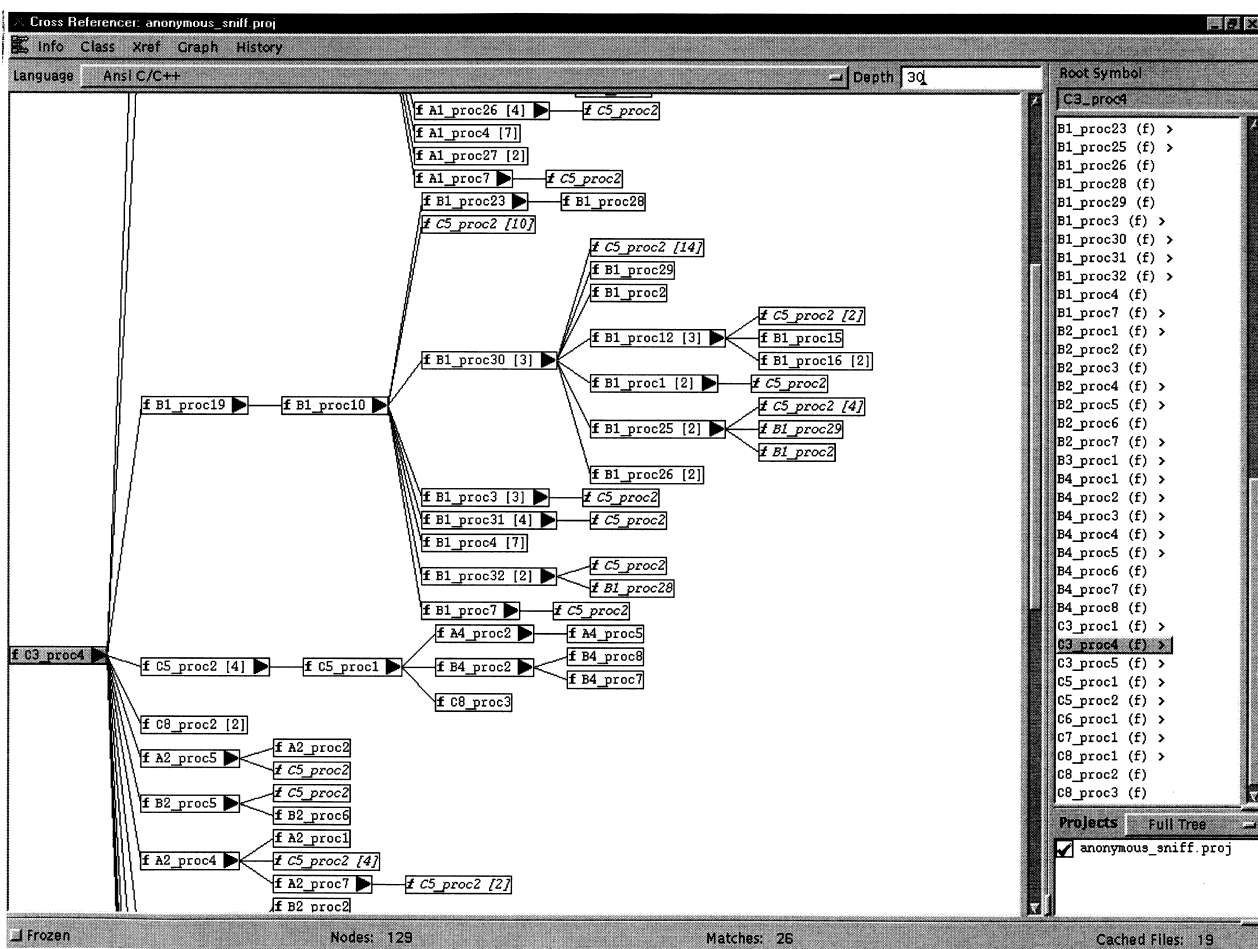 Cross Referencer: anonymous_sniff.proj
Info Class Xref Graph History
Language Ansi C/C++ Depth 30
f A1_proc26 [4] f C5_proc2
f A1_proc4 [7]
f A1_proc27 [2]
f A1_proc7 f C5_proc2
f B1_proc23 f B1_proc28
f C5_proc2 [10]
f C5_proc2 [14]
f B1_proc29
f B1_proc2
f C5_proc2 [2]
f B1_proc12 [3] f B1_proc15
f B1_proc16 [2]
f B1_proc30 [3]
f B1_proc1 [2] f C5_proc2
f B1_proc19 f B1_proc10
f C5_proc2 [4]
f B1_proc25 [2] f B1_proc29
f B1_proc2
f B1_proc26 [2]
f B1_proc3 [3] f C5_proc2
f B1_proc31 [4] f C5_proc2
f B1_proc4 [7]
f C5_proc2
f B1_proc32 [2]
f B1_proc28
f B1_proc7 f C5_proc2
f A4_proc2 f A4_proc5
f C3_proc4
f B4_proc8
f C5_proc2 [4] f C5_proc1 f B4_proc2
f B4_proc7
f C8_proc3
f C8_proc2 [2]
f A2_proc2
f A2_proc5
f C5_proc2
f C5_proc2
f B2_proc5
f B2_proc6
f A2_proc1
f A2_proc4 f C5_proc2 [4]
f A2_proc7 f C5_proc2 [2]
f B2_proc2
Root Symbol
C3_proc4
B1_proc23 (f) >
B1_proc25 (f) >
B1_proc26 (f)
B1_proc28 (f)
B1_proc29 (f)
B1_proc3 (f) >
B1_proc30 (f) >
B1_proc31 (f) >
B1_proc32 (f) >
B1_proc4 (f)
B1_proc7 (f) >
B2_proc1 (f) >
B2_proc2 (f)
B2_proc3 (f)
B2_proc4 (f) >
B2_proc5 (f) >
B2_proc6 (f)
B2_proc7 (f) >
B3_proc1 (f) >
B4_proc1 (f) >
B4_proc2 (f) >
B4_proc3 (f) >
B4_proc4 (f) >
B4_proc5 (f) >
B4_proc6 (f)
B4_proc7 (f)
B4_proc8 (f)
C3_proc1 (f) >
C3_proc4 (f) >
C3_proc5 (f) >
C5_proc1 (f) >
C5_proc2 (f) >
C6_proc1 (f) >
C7_proc1 (f) >
C8_proc1 (f) >
C8_proc2 (f)
C8_proc3 (f)
Projects Full Tree
anonymous_sniff.proj
Frozen Nodes: 129 Matches: 26 Cached Files: 19